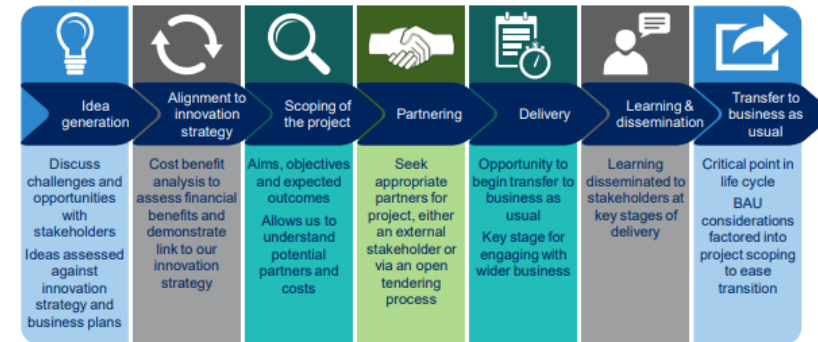 Idea
generation
Alignment to
innovation
strategy
Scoping of
the project
Partnering
Delivery
Learning &
dissemination
Transfer to
business as
usual
Discuss
challenges and
opportunities
with
stakeholders
Ideas assessed
against
innovation
strategy and
business plans
Cost benefit
analysis to
assess financial
benefits and
demonstrate
link to our
innovation
strategy
Aims, objectives
and expected
outcomes
Allows us to
understand
potential
partners and
costs
Seek
appropriate
partners for
project, either
an external
stakeholder or
via an open
tendering
process
Opportunity to
begin transfer to
business as
usual
Key stage for
engaging with
wider business
Learning
disseminated to
stakeholders at
key stages of
delivery
Critical point in
life cycle
BAU
considerations
factored into
project scoping
to ease
transition